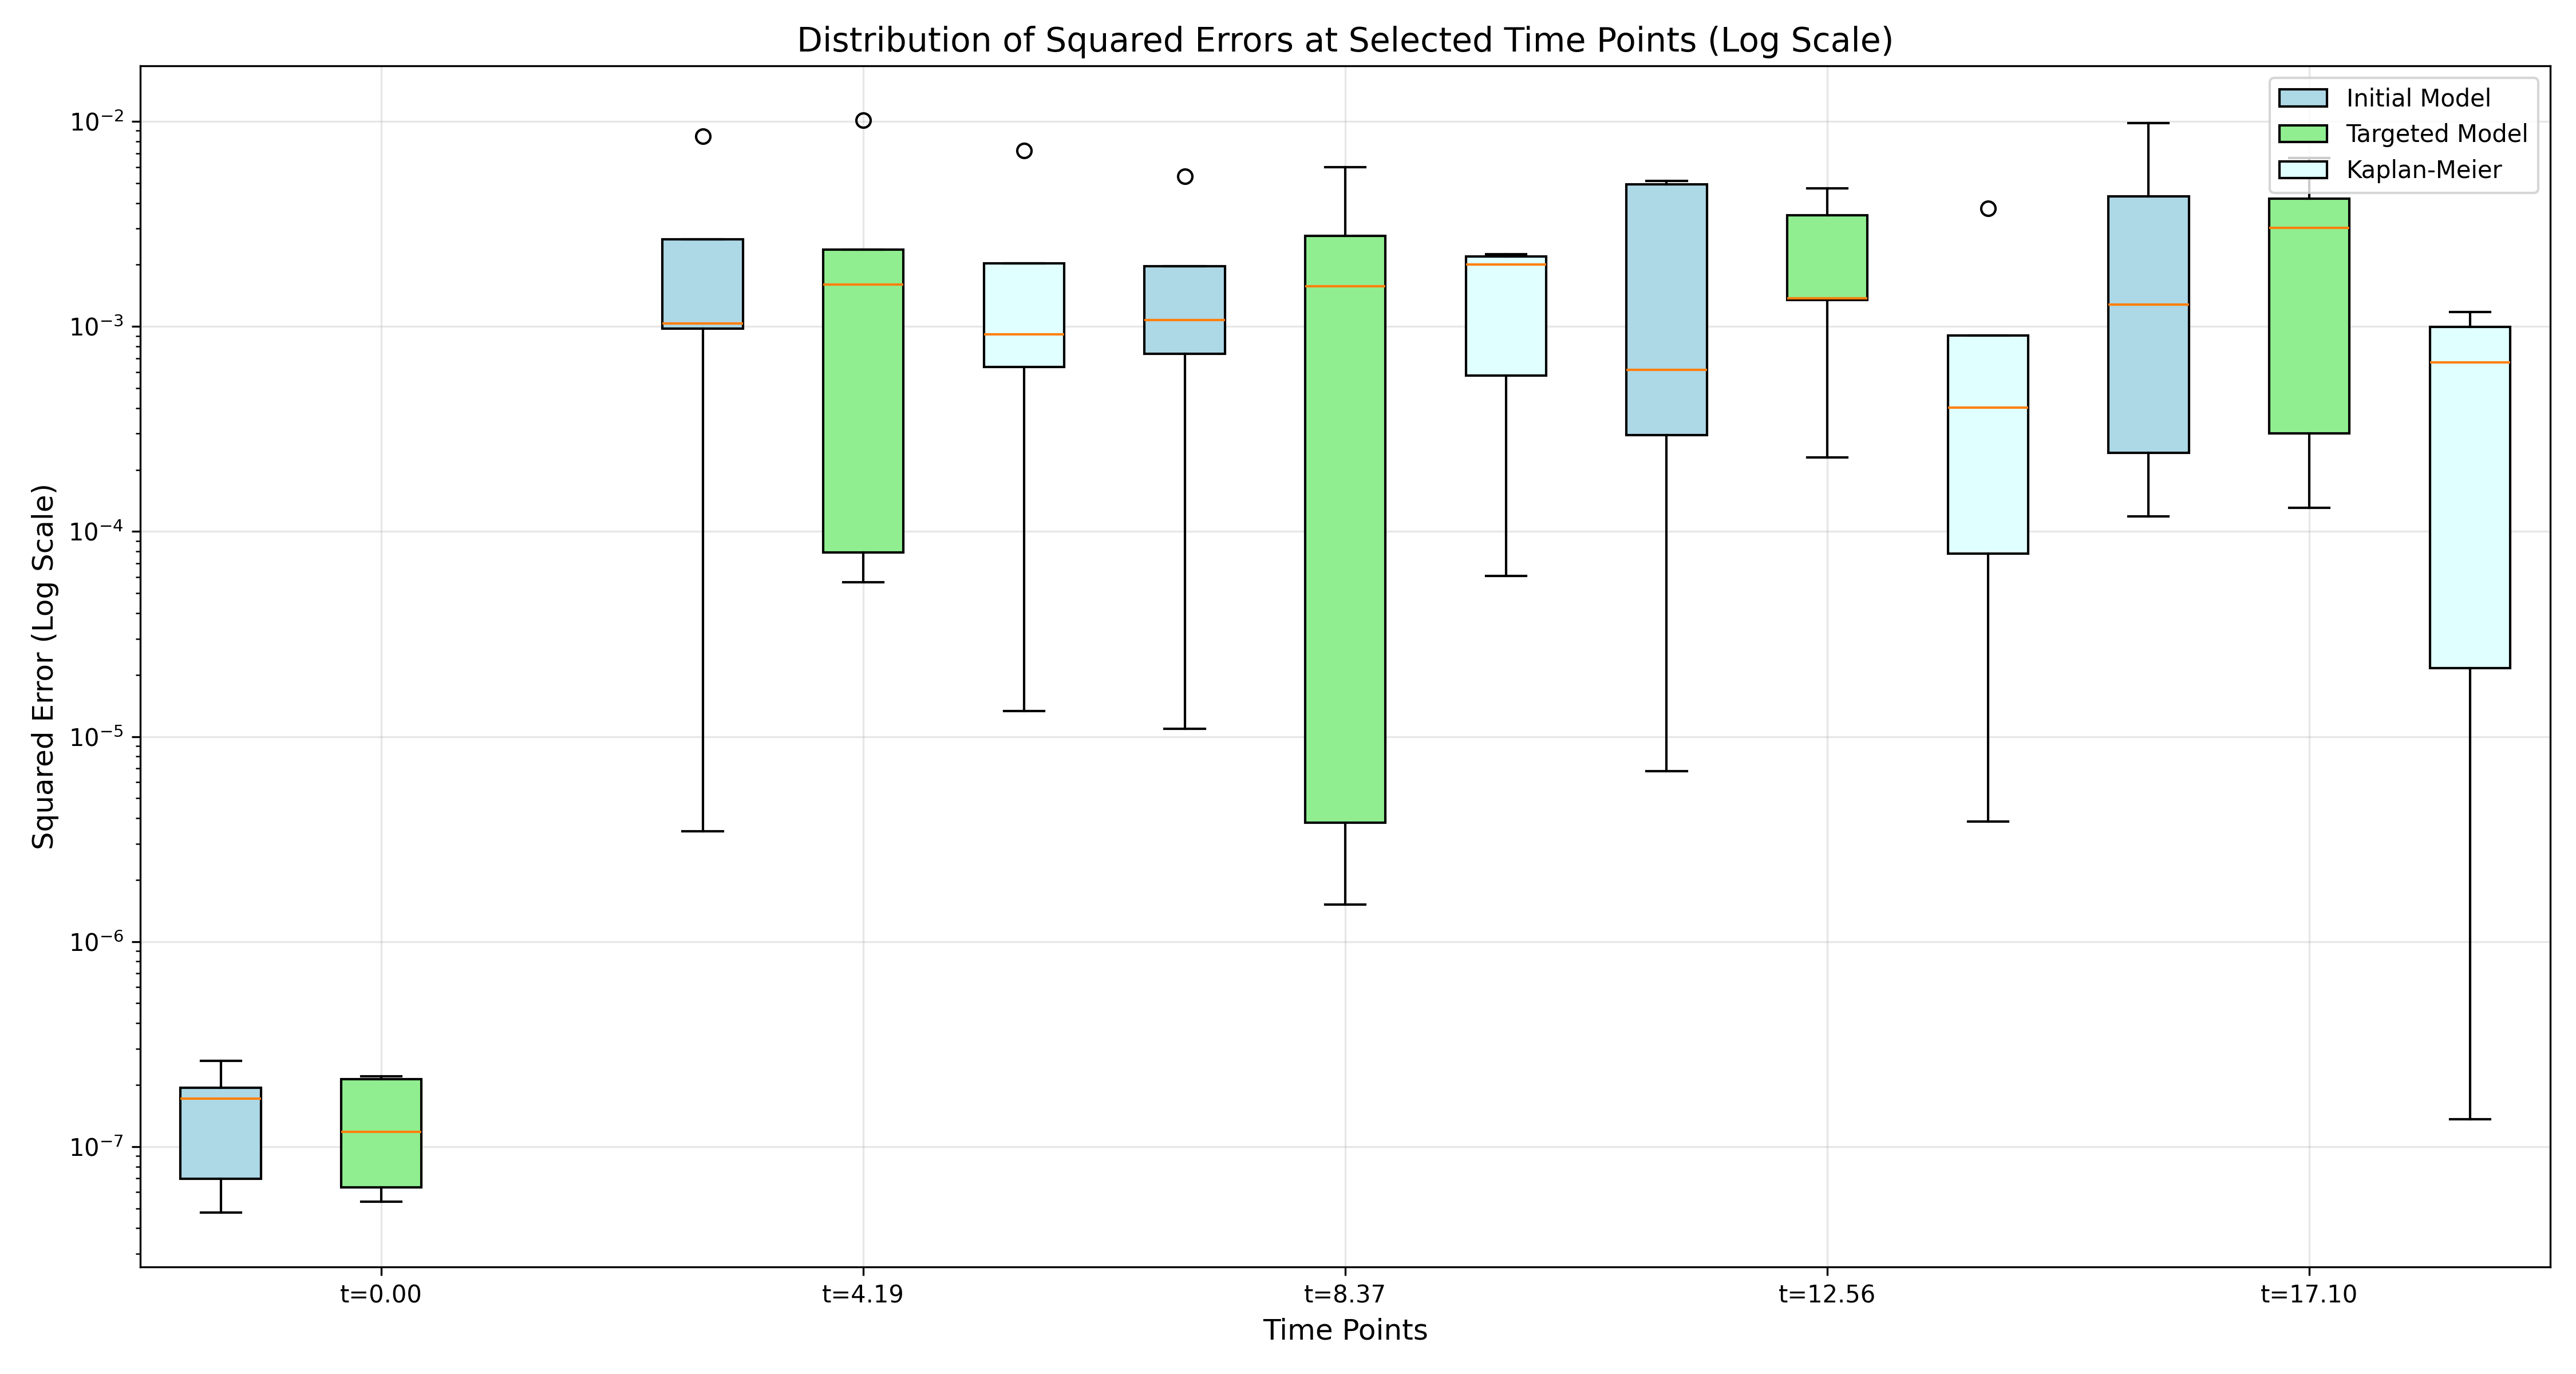 Distribution of Squared Errors at Selected Time Points (Log Scale)
Initial Model
Targeted Model
Kaplan-Meier
Squared Error (Log Scale)
10⁻²
10⁻³
10⁻⁴
10⁻⁵
10⁻⁶
10⁻⁷
t=0.00 t=4.19 t=8.37 t=12.56 t=17.10
Time Points